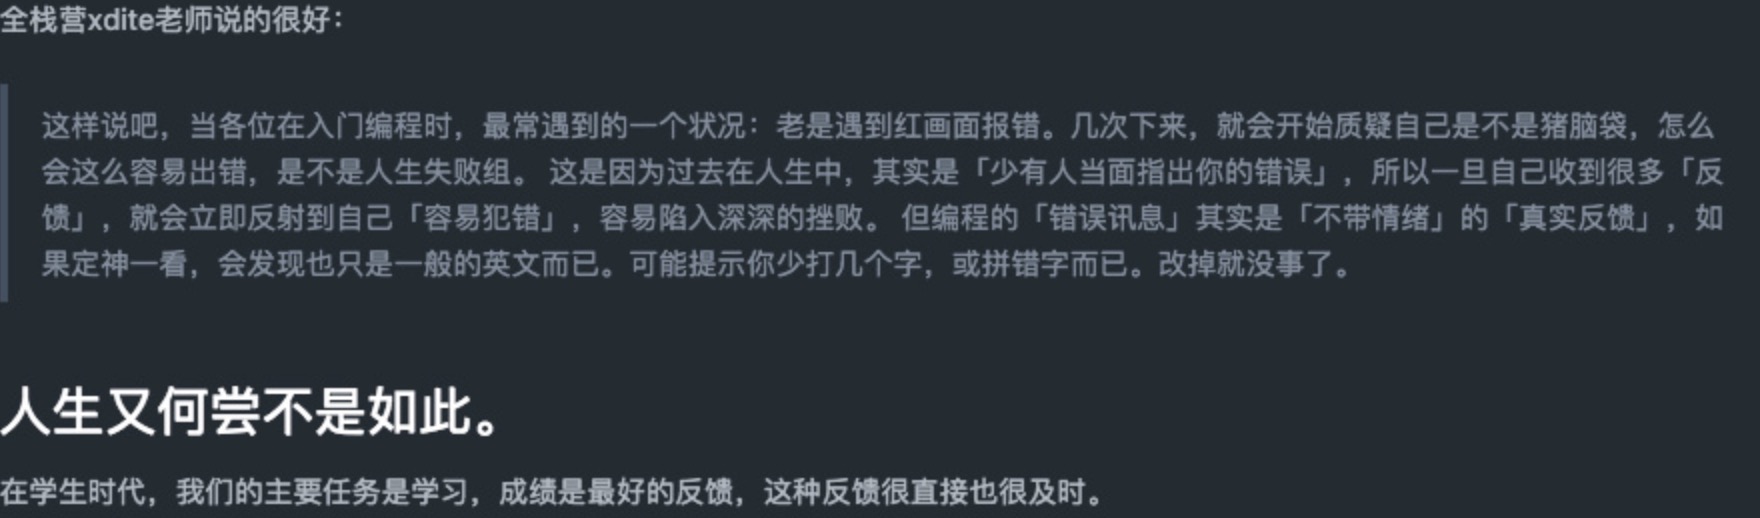 全栈营xdite老师说的很好：
这样说吧，当各位在入门编程时，最常遇到的一个状况：老是遇到红画面报错。几次下来，就会开始质疑自己是不是猪脑袋，怎么
会这么容易出错，是不是人生失败组。 这是因为过去在人生中，其实是「少有人当面指出你的错误」，所以一旦自己收到很多「反
馈」，就会立即反射到自己「容易犯错」，容易陷入深深的挫败。 但编程的「错误讯息」其实是「不带情绪」的「真实反馈」，如
果定神一看，会发现也只是一般的英文而已。可能提示你少打几个字，或拼错字而已。改掉就没事了。
人生又何尝不是如此。
在学生时代，我们的主要任务是学习，成绩是最好的反馈，这种反馈很直接也很及时。